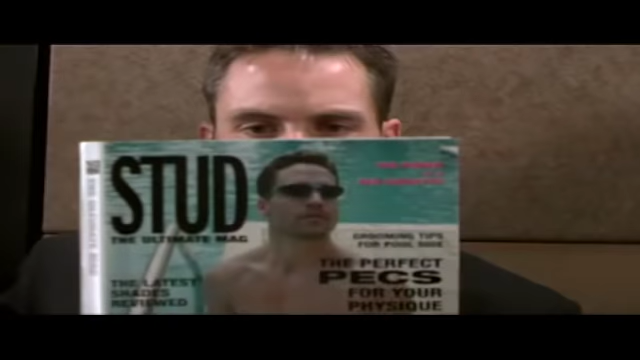 STUD
THE ULTIMATE MAG
GROOMING TIPS
FOR POOL SIDE
THE LATEST
SHADES
REVIEWED
THE PERFECT
PECS
FOR YOUR
PHYSIQUE